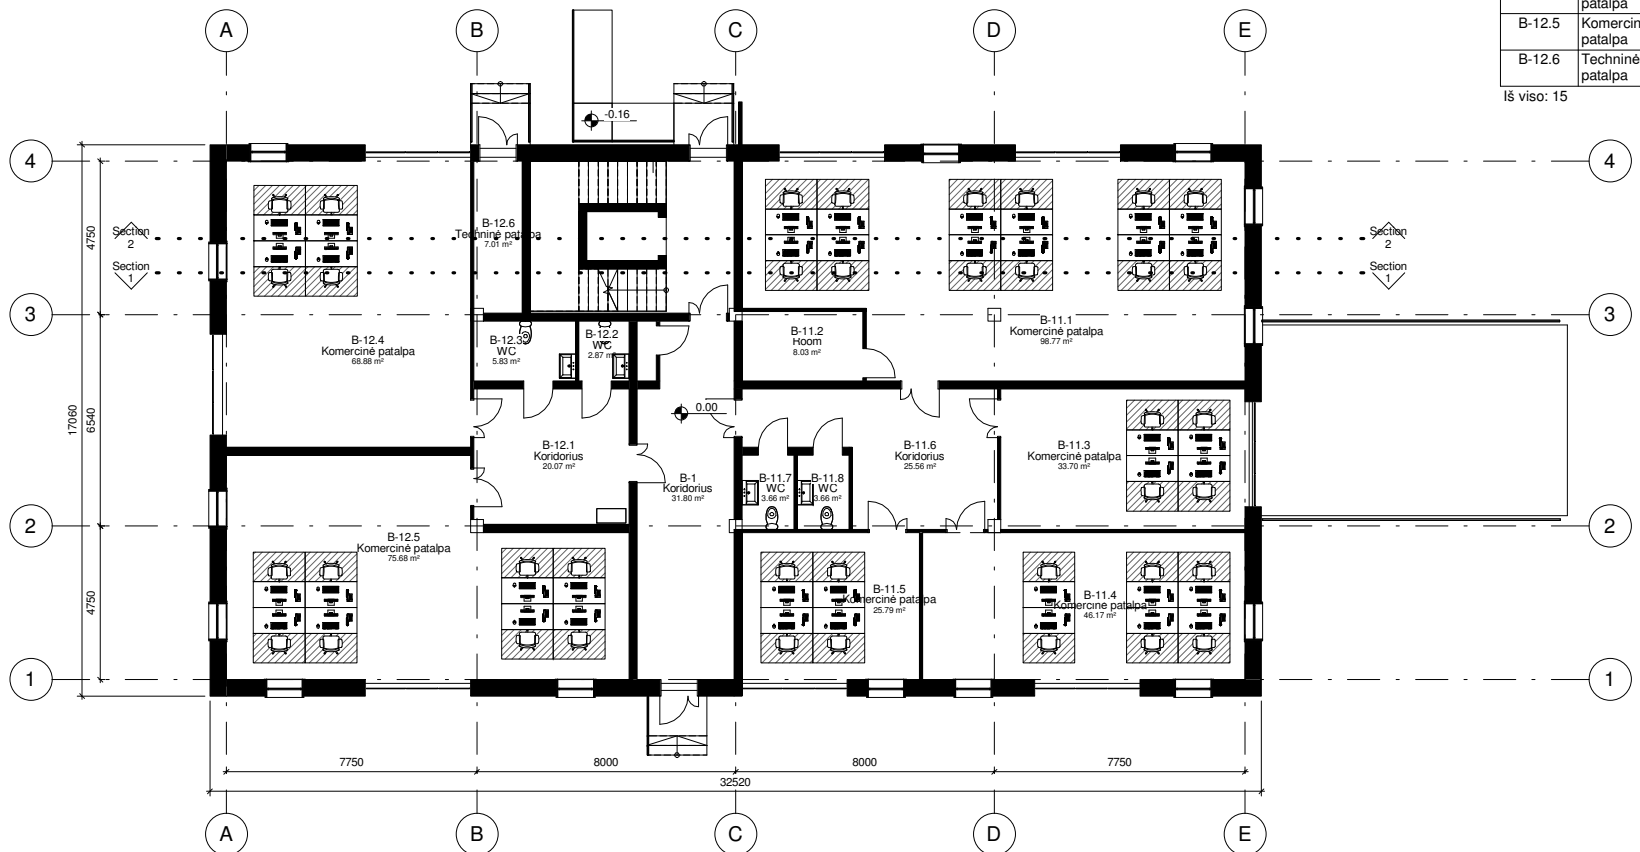 patalpa
B-12.5 Komercin
patalpa
B-12.6 Techninė
patalpa
Iš viso: 15
A B C D E
-0.16
4 4
4750
Section
2
Section
1
B-12.6
Techninė patalpa
7.01 m²
Section
2
Section
1
3 3
B-12.4
Komercinė patalpa
68.88 m²
B-12.3
WC
5.83 m²
B-12.2
WC
2.87 m²
B-11.2
Room
8.03 m²
B-11.1
Komercinė patalpa
98.77 m²
17060
6540
0.00
B-12.1
Koridorius
20.07 m²
B-1
Koridorius
31.80 m²
B-11.7
WC
3.66 m²
B-11.8
WC
3.66 m²
B-11.6
Koridorius
25.56 m²
B-11.3
Komercinė patalpa
33.70 m²
2 2
B-12.5
Komercinė patalpa
75.68 m²
4750
B-11.5
Komercinė patalpa
25.79 m²
B-11.4
Komercinė patalpa
46.17 m²
1 1
7750 8000 8000 7750
32520
A B C D E